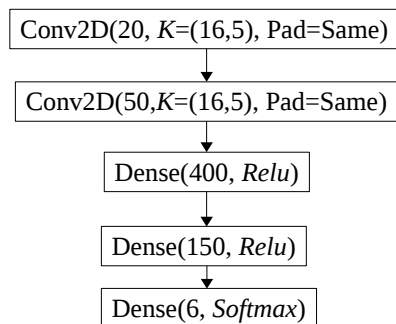 Conv2D(20, K=(16,5), Pad=Same)
Conv2D(50,K=(16,5), Pad=Same)
Dense(400, Relu)
Dense(150, Relu)
Dense(6, Softmax)